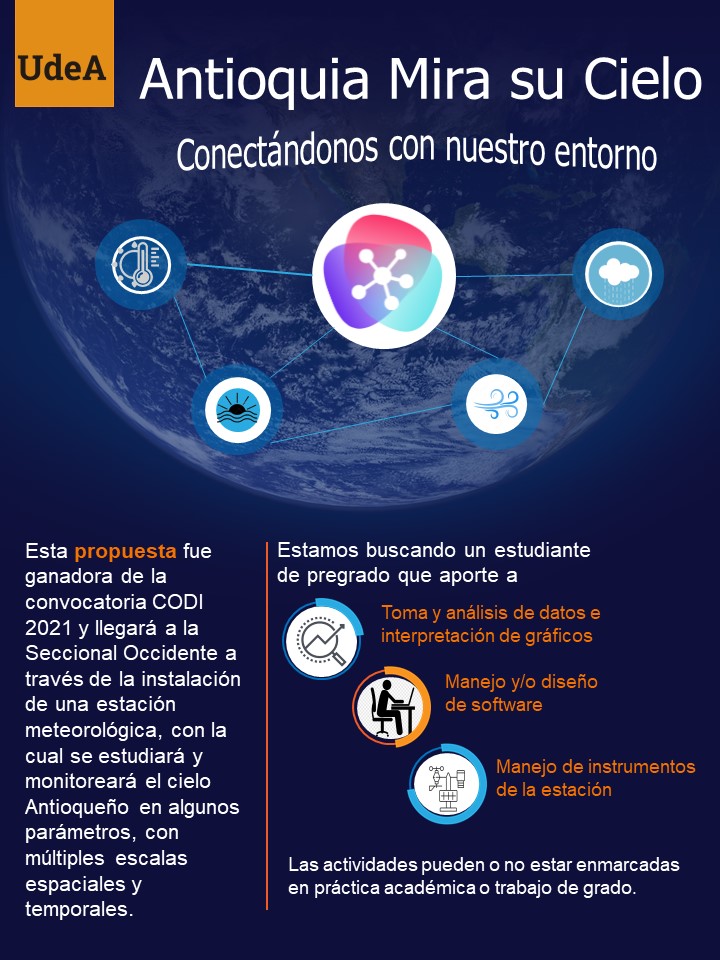 UdeA
Antioquia Mira su Cielo
Conectándonos con nuestro entorno
Esta propuesta fue
ganadora de la
convocatoria CODI
2021 y llegará a la
Seccional Occidente a
través de la instalación
de una estación
meteorológica, con la
cual se estudiará y
monitoreará el cielo
Antioqueño en algunos
parámetros, con
múltiples escalas
espaciales y
temporales.
Estamos buscando un estudiante
de pregrado que aporte a
Toma y análisis de datos e
interpretación de gráficos
Manejo y/o diseño
de software
Manejo de instrumentos
de la estación
Las actividades pueden o no estar enmarcadas
en práctica académica o trabajo de grado.